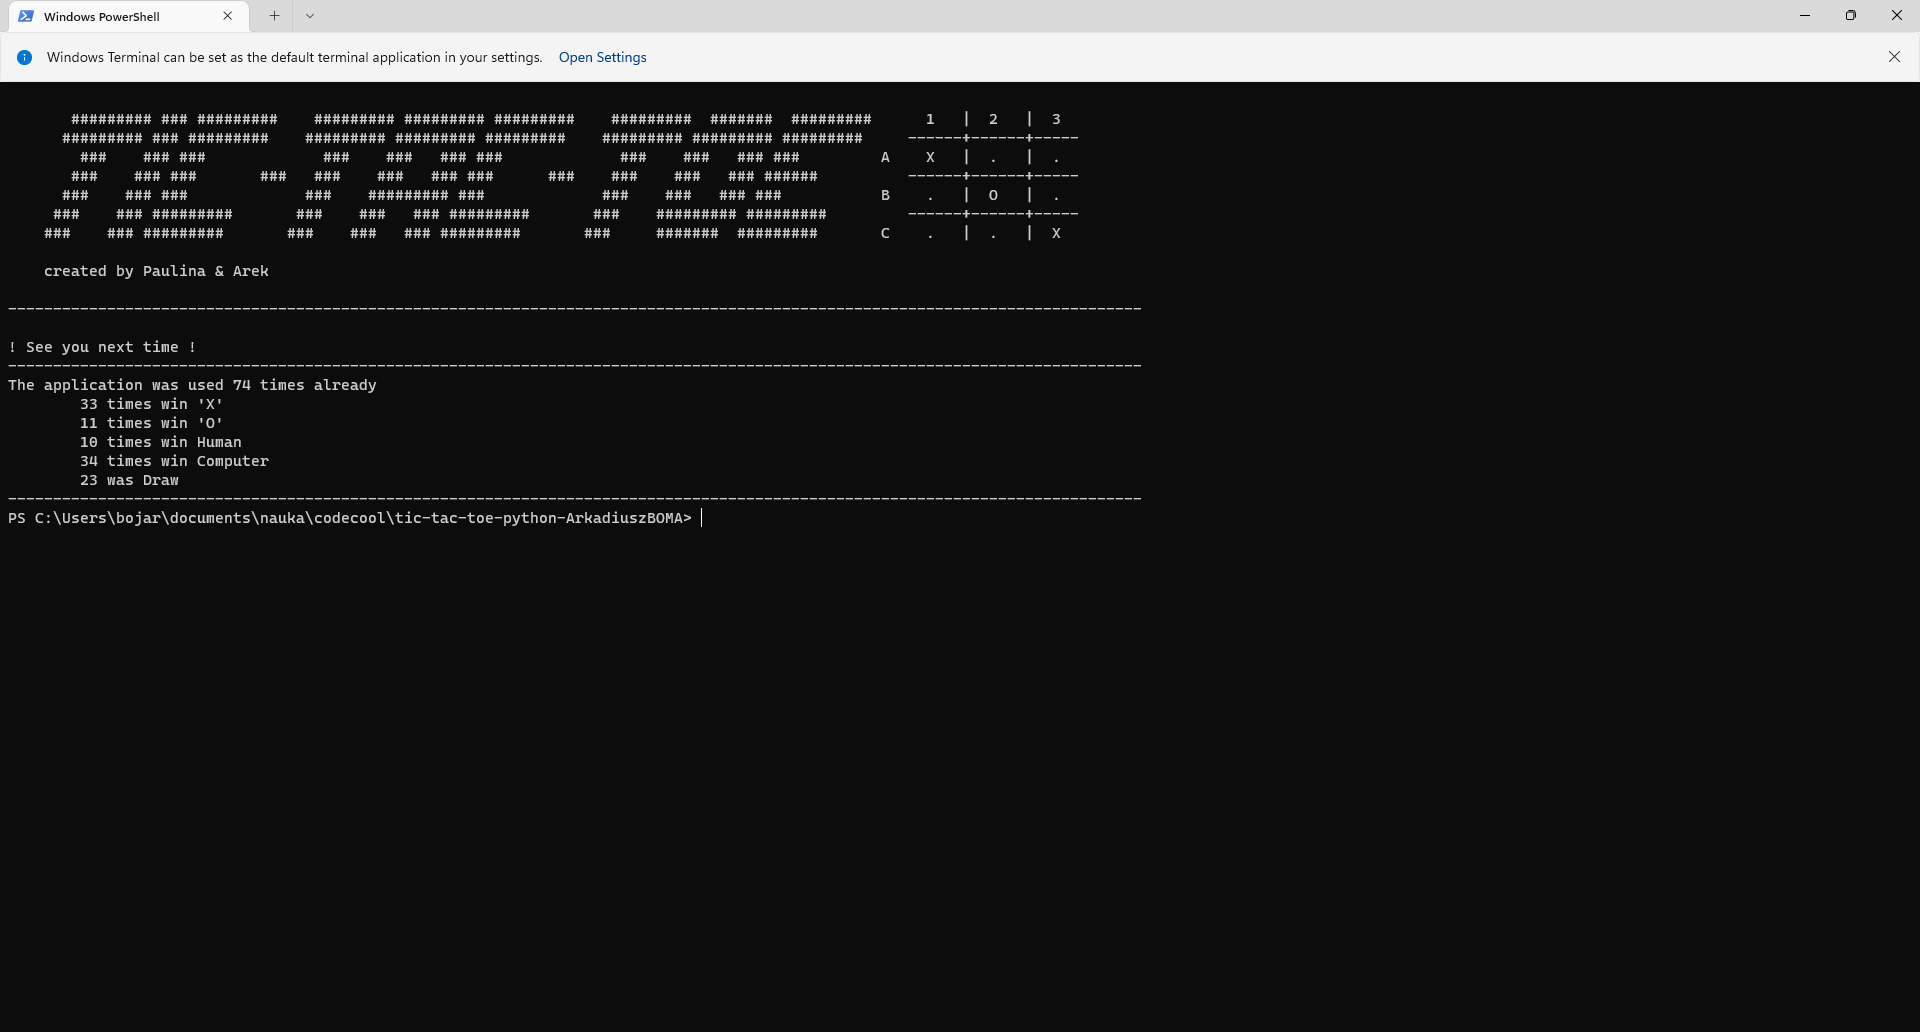 Windows PowerShell
Windows Terminal can be set as the default terminal application in your settings. Open Settings
######### ### #########    ######### ######### #########    #########  #######  #########      1   |  2   |  3
######### ### #########    ######### ######### #########    ######### ######### #########     ------+------+-----
###    ### ###             ###    ###   ### ###             ###    ###   ### ###         A    X   |  .   |  .
###    ### ###       ###   ###    ###   ### ###      ###    ###    ###   ### ######          ------+------+-----
###    ### ###             ###    ######### ###             ###    ###   ### ###           B    .   |  O   |  .
###    ### #########       ###    ###   ### #########       ###    ######### #########         ------+------+-----
###    ### #########       ###    ###   ### #########       ###     #######  #########       C    .   |  .   |  X
created by Paulina & Arek
------------------------------------------------------------------------------------------------------------------------------
! See you next time !
------------------------------------------------------------------------------------------------------------------------------
The application was used 74 times already
33 times win 'X'
11 times win 'O'
10 times win Human
34 times win Computer
23 was Draw
------------------------------------------------------------------------------------------------------------------------------
PS C:\Users\bojar\documents\nauka\codecool\tic-tac-toe-python-ArkadiuszBOMA>